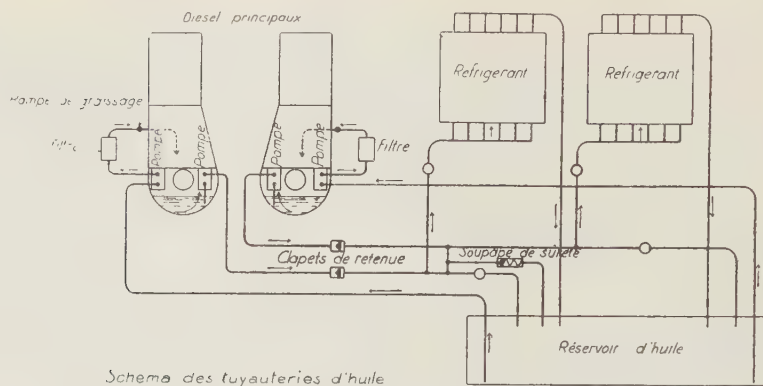 Diesel principaux
Pompe de graissage
Filtre
Pompe
Pompe
Pompe
Pompe
Filtre
Refrigerant
Refrigerant
Clapets de retenue
Soupape de sûreté
Réservoir d'huile
Schema des tuyauteries d'huile